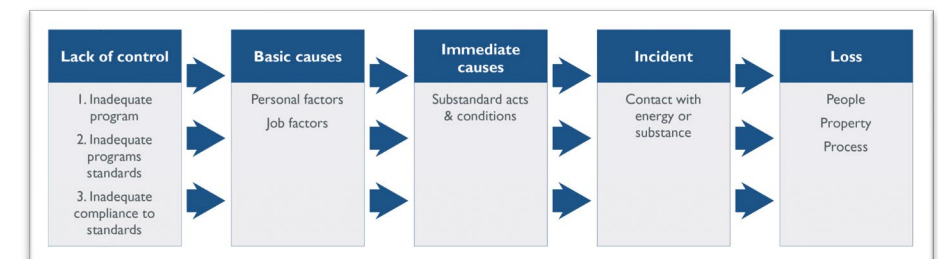 Lack of control
1. Inadequate
program
2. Inadequate
programs
standards
3. Inadequate
compliance to
standards
Basic causes
Personal factors
Job factors
Immediate
causes
Substandard acts
& conditions
Incident
Contact with
energy or
substance
Loss
People
Property
Process